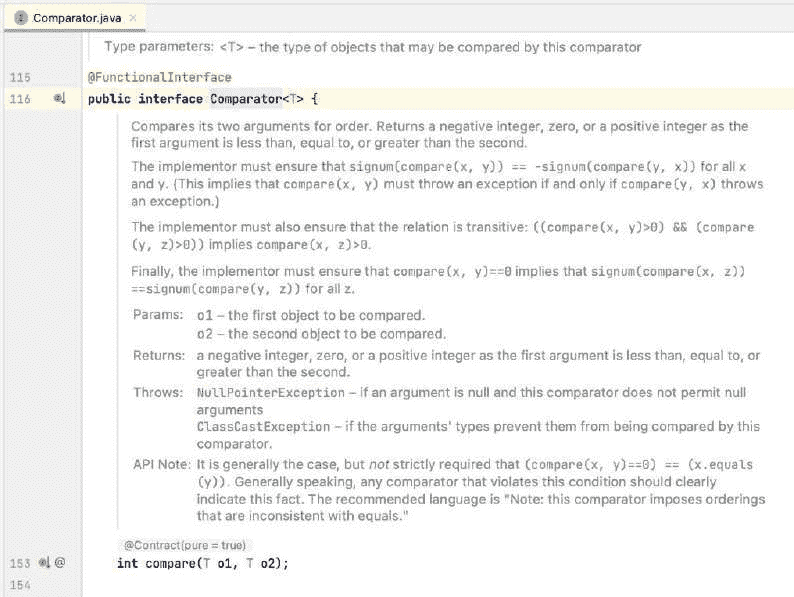 Comparator.java ×
Type parameters: <T> – the type of objects that may be compared by this comparator
115 @FunctionalInterface
116 public interface Comparator<T> {
Compares its two arguments for order. Returns a negative integer, zero, or a positive integer as the
first argument is less than, equal to, or greater than the second.
The implementor must ensure that signum(compare(x, y)) == -signum(compare(y, x)) for all x
and y. (This implies that compare(x, y) must throw an exception if and only if compare(y, x) throws
an exception.)
The implementor must also ensure that the relation is transitive: ((compare(x, y)>0) && (compare
(y, z)>0)) implies compare(x, z)>0.
Finally, the implementor must ensure that compare(x, y)==0 implies that signum(compare(x, z))
==signum(compare(y, z)) for all z.
Params: o1 – the first object to be compared.
o2 – the second object to be compared.
Returns: a negative integer, zero, or a positive integer as the first argument is less than, equal to, or
greater than the second.
Throws: NullPointerException – if an argument is null and this comparator does not permit null
arguments
ClassCastException – if the arguments' types prevent them from being compared by this
comparator.
API Note: It is generally the case, but not strictly required that (compare(x, y)==0) == (x.equals
(y)). Generally speaking, any comparator that violates this condition should clearly
indicate this fact. The recommended language is "Note: this comparator imposes orderings
that are inconsistent with equals."
@Contract(pure = true)
153 @ int compare(T o1, T o2);
154